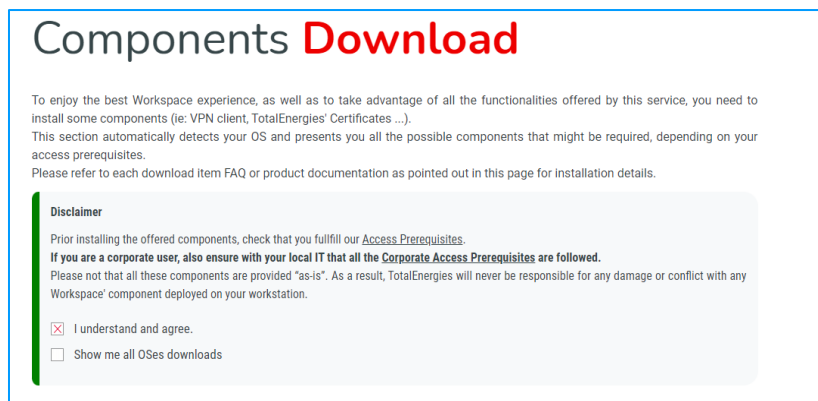 Components Download
To enjoy the best Workspace experience, as well as to take advantage of all the functionalities offered by this service, you need to
install some components (ie: VPN client, TotalEnergies' Certificates ...).
This section automatically detects your OS and presents you all the possible components that might be required, depending on your
access prerequisites.
Please refer to each download item FAQ or product documentation as pointed out in this page for installation details.
Disclaimer
Prior installing the offered components, check that you fullfill our Access Prerequisites.
If you are a corporate user, also ensure with your local IT that all the Corporate Access Prerequisites are followed.
Please not that all these components are provided “as-is”. As a result, TotalEnergies will never be responsible for any damage or conflict with any
Workspace' component deployed on your workstation.
I understand and agree.
Show me all OSes downloads